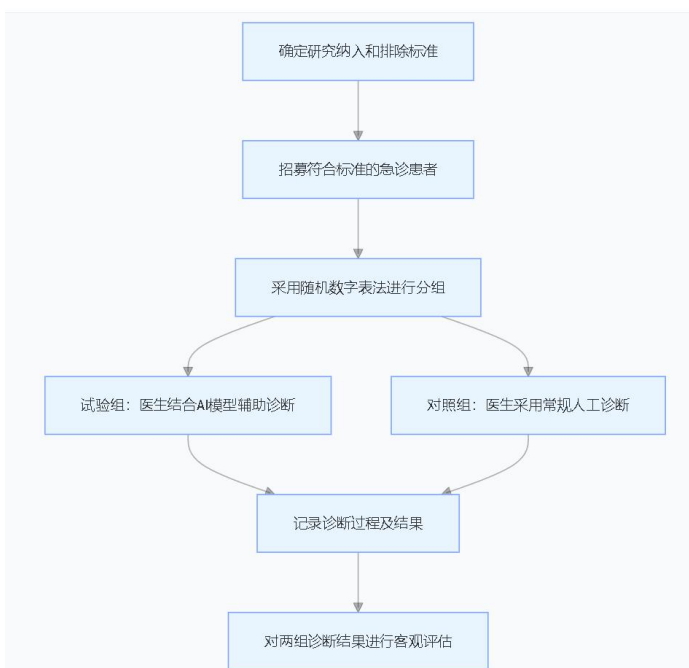 确定研究纳入和排除标准
招募符合标准的急诊患者
采用随机数字表法进行分组
试验组：医生结合AI模型辅助诊断
对照组：医生采用常规人工诊断
记录诊断过程及结果
对两组诊断结果进行客观评估